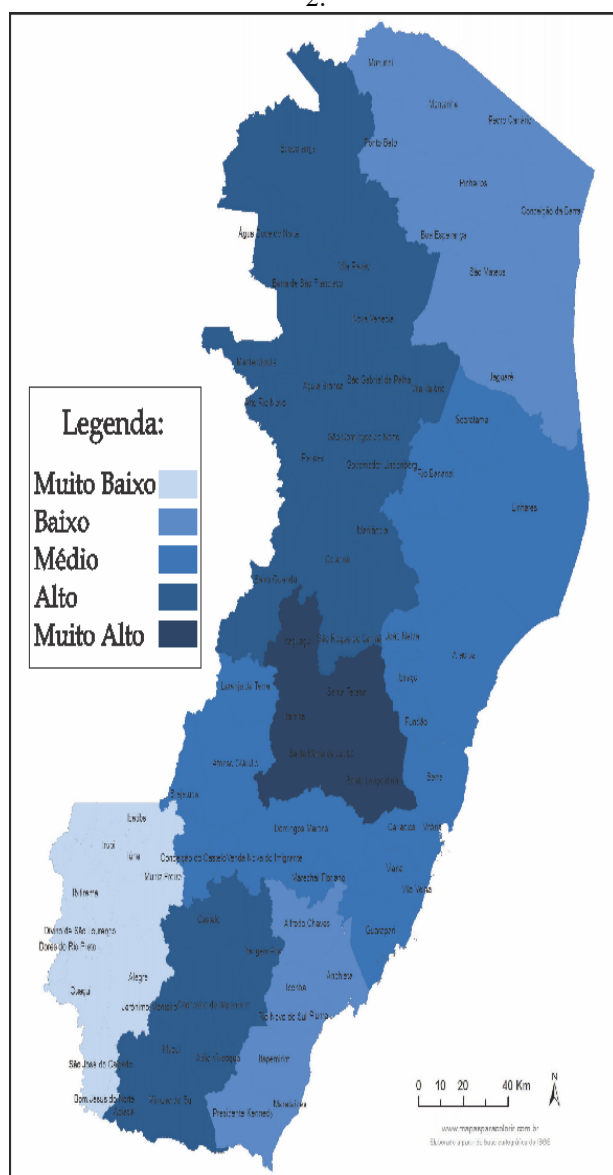 2.
Mucurici
Montanha
Pedro Canário
Ecoporanga
Ponto Belo
Pinheiros
Conceição da Barra
Água Doce do Norte
Boa Esperança
Vila Pavão
São Mateus
Barra de São Francisco
Nova Venécia
Mantenópolis
São Gabriel da Palha
Jaguaré
Águia Branca
Vila Valério
Alto Rio Novo
Sooretama
São Domingos do Norte
Pancas
Governador Lindenberg
Rio Bananal
Linhares
Marilândia
Colatina
Baixo Guandu
Itaguaçu
São Roque do Canaã
João Neiva
Aracruz
Laranja da Terra
Santa Teresa
Ibiraçu
Itarana
Fundão
Afonso Cláudio
Santa Maria de Jetibá
Santa Leopoldina
Serra
Brejetuba
Ibatiba
Domingos Martins
Cariacica
Vitória
Irupi
Iúna
Conceição do Castelo
Venda Nova do Imigrante
Viana
Muniz Freire
Marechal Floriano
Vila Velha
Ibitirama
Castelo
Alfredo Chaves
Guarapari
Divino de São Lourenço
Dores do Rio Preto
Vargem Alta
Anchieta
Alegre
Guaçuí
Iconha
Jerônimo Monteiro
Cachoeiro de Itapemirim
Rio Novo do Sul
Piúma
Muqui
Atílio Vivacqua
Itapemirim
São José do Calçado
Bom Jesus do Norte
Apiacá
Mimoso do Sul
Marataízes
Presidente Kennedy
Legenda:
Muito Baixo
Baixo
Médio
Alto
Muito Alto
N
0 10 20 40 Km
www.mapasparacolorir.com.br